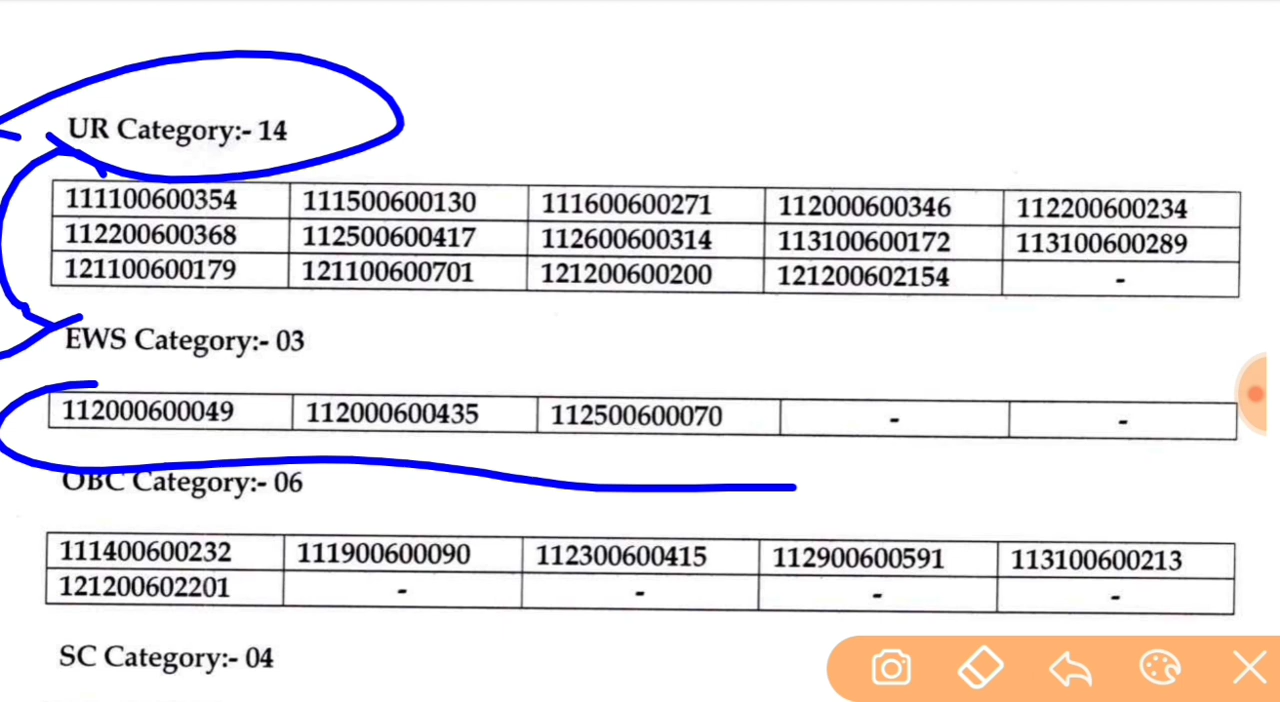 UR Category:- 14
111100600354 111500600130 111600600271 112000600346 112200600234
112200600368 112500600417 112600600314 113100600172 113100600289
121100600179 121100600701 121200600200 121200602154 -
EWS Category:- 03
112000600049 112000600435 112500600070 - -
OBC Category:- 06
111400600232 111900600090 112300600415 112900600591 113100600213
121200602201 - - - -
SC Category:- 04